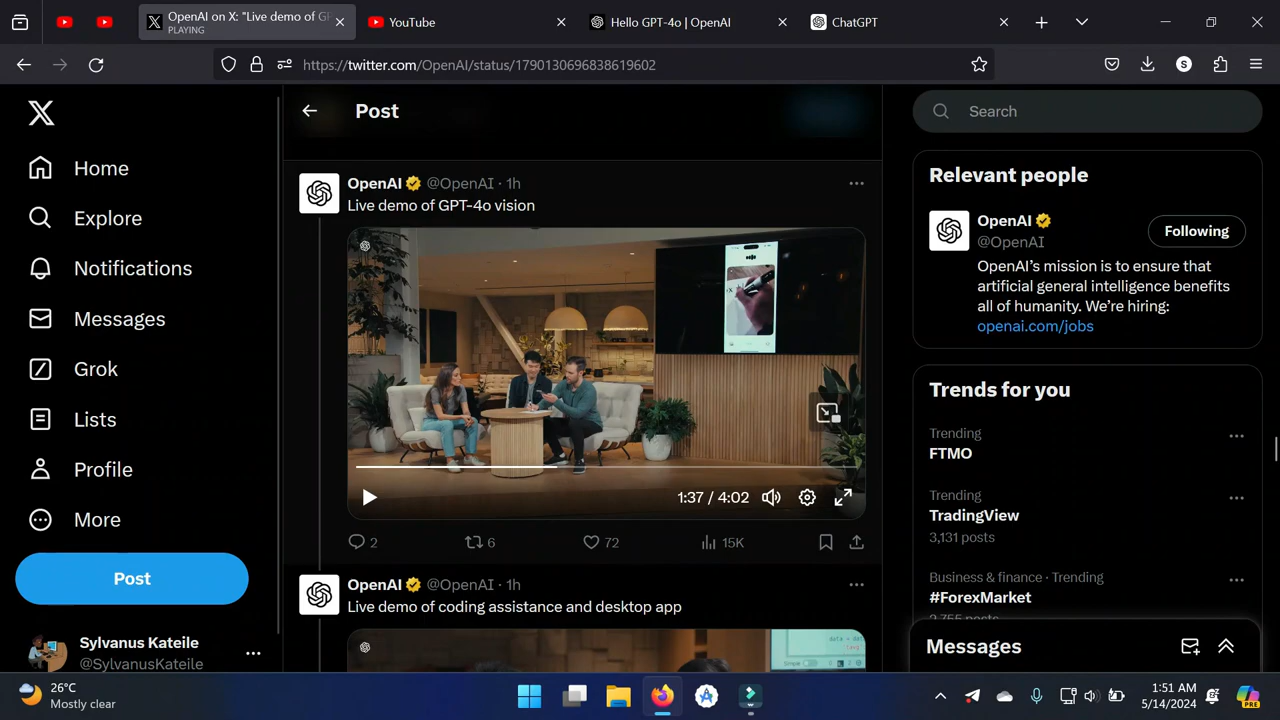 OpenAI on X: "Live demo of GP
PLAYING
YouTube
Hello GPT-4o | OpenAI
ChatGPT
https://twitter.com/OpenAI/status/1790130696838619602
S
Home
Explore
Notifications
Messages
Grok
Lists
Profile
More
Post
Sylvanus Kateile
@SylvanusKateile
Post
OpenAI @OpenAI · 1h
Live demo of GPT-4o vision
1:37 / 4:02
2
6
72
15K
OpenAI @OpenAI · 1h
Live demo of coding assistance and desktop app
Search
Relevant people
OpenAI
@OpenAI
Following
OpenAI’s mission is to ensure that
artificial general intelligence benefits
all of humanity. We’re hiring:
openai.com/jobs
Trends for you
Trending
FTMO
Trending
TradingView
3,131 posts
Business & finance · Trending
#ForexMarket
2,755 posts
Messages
26°C
Mostly clear
1:51 AM
5/14/2024
PRE